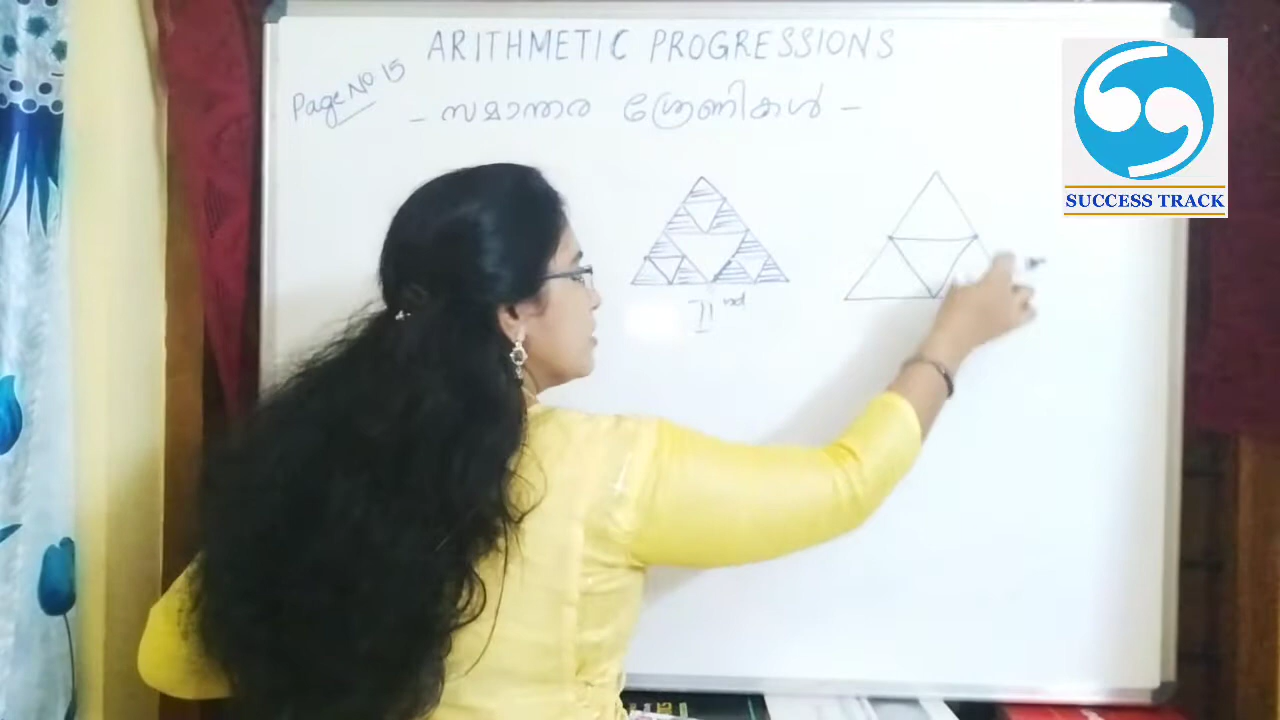 ARITHMETIC PROGRESSIONS
Page No 15
- സമാന്തര ശ്രേണികൾ -
II nd
SUCCESS TRACK